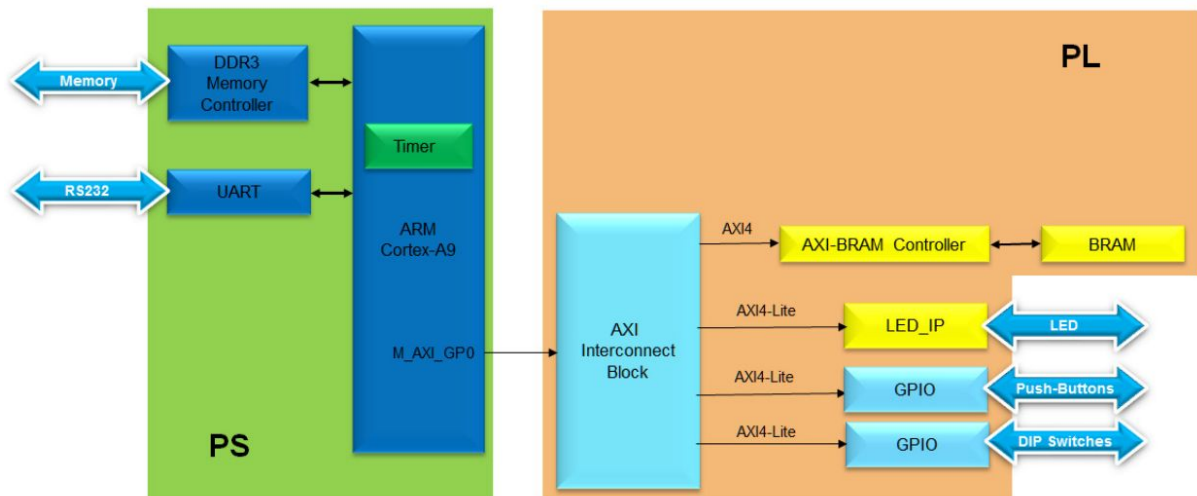 PL
DDR3
Memory
Controller
Memory
Timer
RS232
UART
ARM
Cortex-A9
AXI4
AXI-BRAM Controller
BRAM
AXI4-Lite
LED_IP
LED
AXI
Interconnect
Block
M_AXI_GP0
AXI4-Lite
GPIO
Push-Buttons
AXI4-Lite
GPIO
DIP Switches
PS